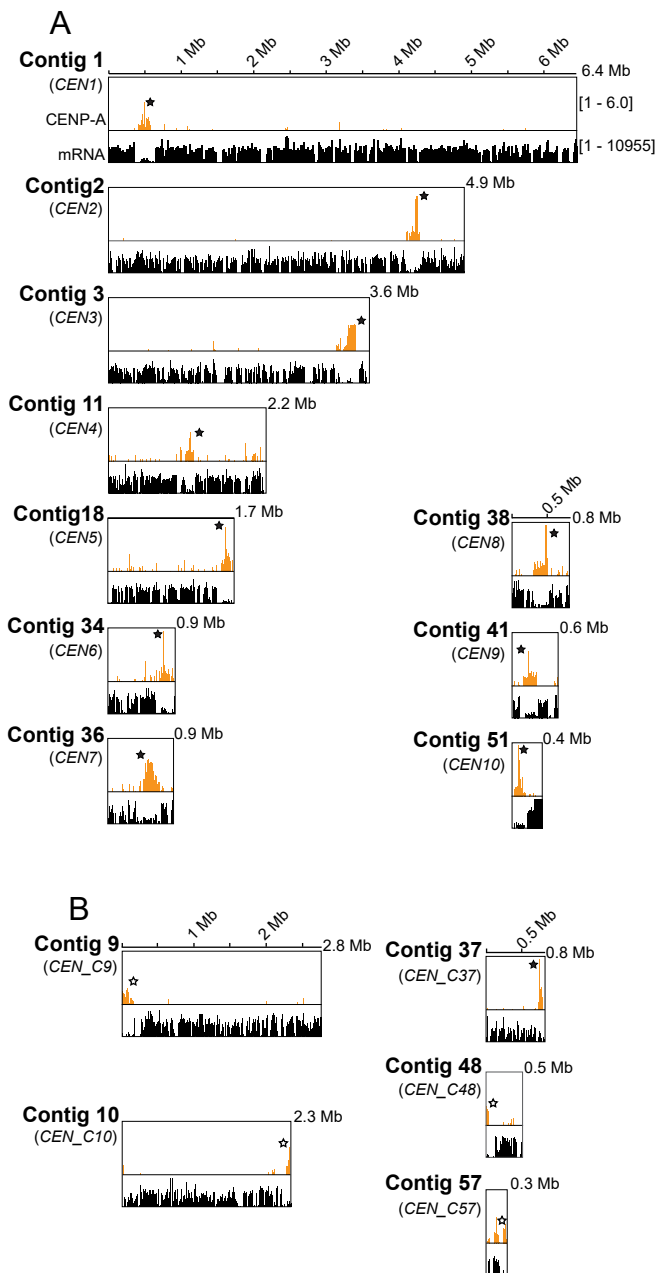 A
1 Mb 2 Mb 3 Mb 4 Mb 5 Mb 6 Mb
Contig 1 6.4 Mb
(CEN1)
[1 - 6.0]
CENP-A
mRNA [1 - 10955]
Contig2 4.9 Mb
(CEN2)
Contig 3 3.6 Mb
(CEN3)
Contig 11 2.2 Mb
(CEN4)
Contig18 1.7 Mb
(CEN5)
Contig 34 0.9 Mb
(CEN6)
Contig 36 0.9 Mb
(CEN7)
0.5 Mb
Contig 38 0.8 Mb
(CEN8)
Contig 41 0.6 Mb
(CEN9)
Contig 51 0.4 Mb
(CEN10)
B
1 Mb 2 Mb
Contig 9 2.8 Mb
(CEN_C9)
Contig 10 2.3 Mb
(CEN_C10)
0.5 Mb
Contig 37 0.8 Mb
(CEN_C37)
Contig 48 0.5 Mb
(CEN_C48)
Contig 57 0.3 Mb
(CEN_C57)